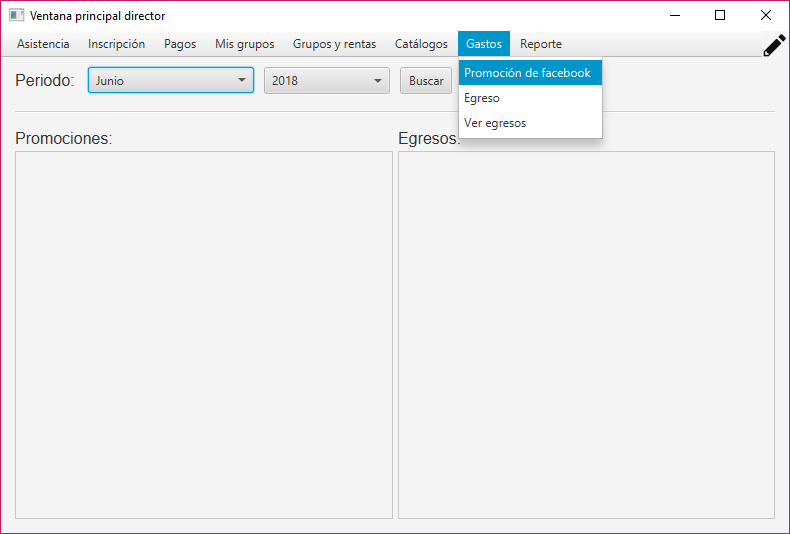 Ventana principal director
Asistencia Inscripción Pagos Mis grupos Grupos y rentas Catálogos Gastos Reporte
Periodo: Junio 2018 Buscar
Promoción de facebook
Egreso
Ver egresos
Promociones: Egresos: